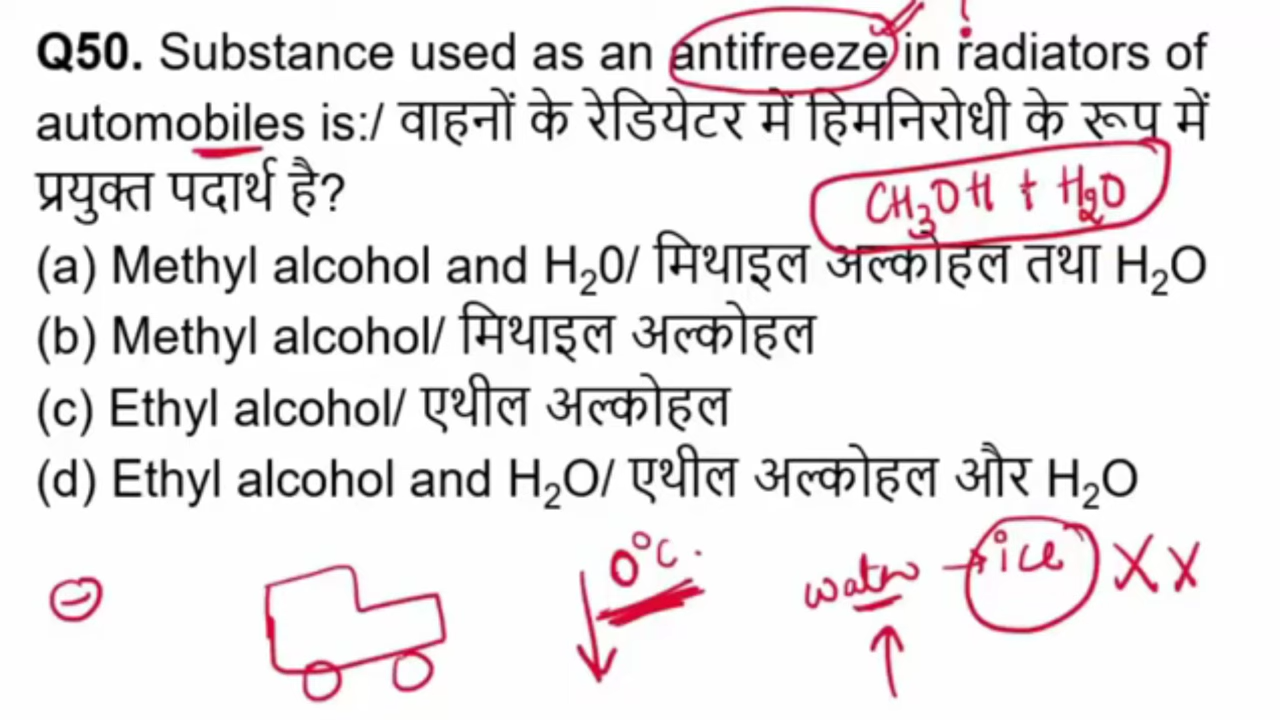 ?
Q50. Substance used as an antifreeze in radiators of
automobiles is:/ वाहनों के रेडियेटर में हिमनिरोधी के रूप में
प्रयुक्त पदार्थ है?
CH₃OH + H₂O
(a) Methyl alcohol and H₂0/ मिथाइल अल्कोहल तथा H₂O
(b) Methyl alcohol/ मिथाइल अल्कोहल
(c) Ethyl alcohol/ एथील अल्कोहल
(d) Ethyl alcohol and H₂O/ एथील अल्कोहल और H₂O
0°C.
water → ice X X